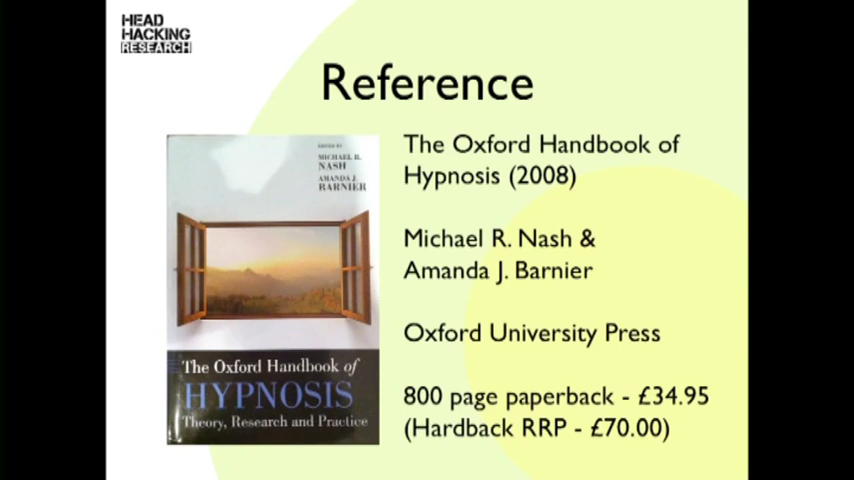 HEAD
HACKING
RESEARCH
Reference
EDITED BY
MICHAEL R.
NASH
AMANDA J.
BARNIER
The Oxford Handbook of
HYPNOSIS
Theory, Research and Practice
The Oxford Handbook of
Hypnosis (2008)
Michael R. Nash &
Amanda J. Barnier
Oxford University Press
800 page paperback - £34.95
(Hardback RRP - £70.00)